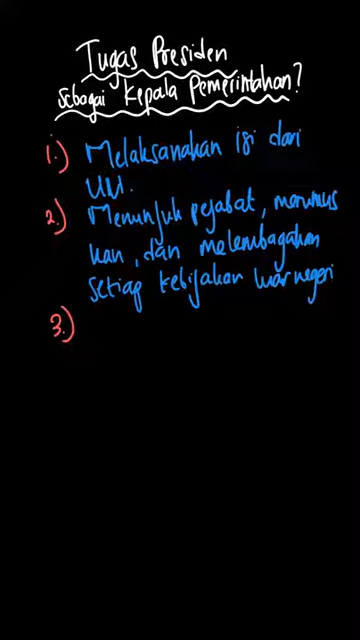 Tugas Presiden
sebagai Kepala Pemerintahan?
1.) Melaksanakan isi dari
UU.
2.) Menunjuk pejabat, merumus
kan, dan melembagakan
setiap kebijakan luar negeri
3.)